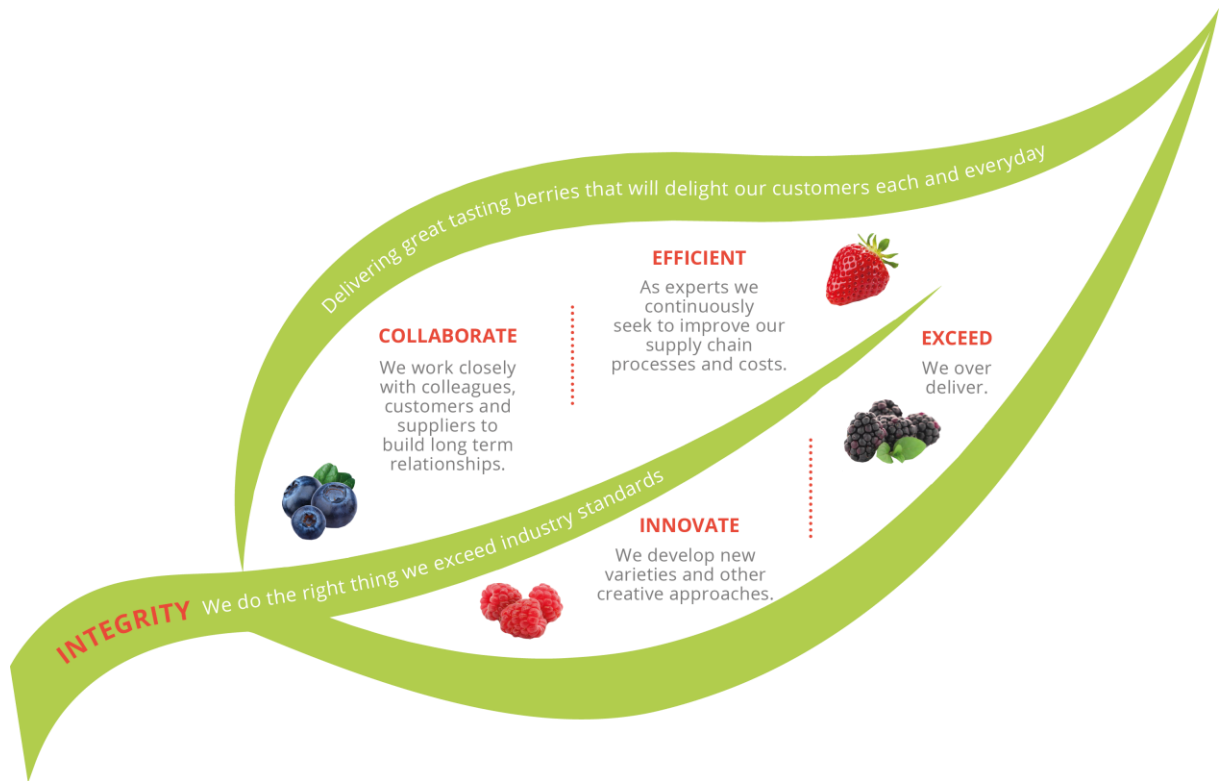 Delivering great tasting berries that will delight our customers each and everyday
COLLABORATE
We work closely
with colleagues,
customers and
suppliers to
build long term
relationships.
EFFICIENT
As experts we
continuously
seek to improve our
supply chain
processes and costs.
EXCEED
We over
deliver.
INNOVATE
We develop new
varieties and other
creative approaches.
INTEGRITY We do the right thing we exceed industry standards